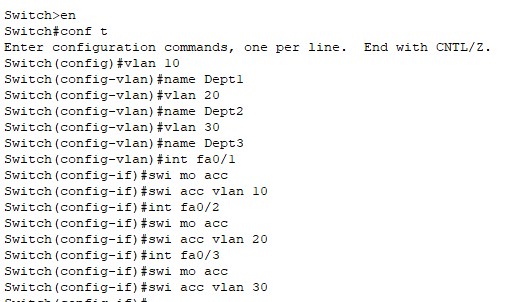 Switch>en
Switch#conf t
Enter configuration commands, one per line.  End with CNTL/Z.
Switch(config)#vlan 10
Switch(config-vlan)#name Dept1
Switch(config-vlan)#vlan 20
Switch(config-vlan)#name Dept2
Switch(config-vlan)#vlan 30
Switch(config-vlan)#name Dept3
Switch(config-vlan)#int fa0/1
Switch(config-if)#swi mo acc
Switch(config-if)#swi acc vlan 10
Switch(config-if)#int fa0/2
Switch(config-if)#swi mo acc
Switch(config-if)#swi acc vlan 20
Switch(config-if)#int fa0/3
Switch(config-if)#swi mo acc
Switch(config-if)#swi acc vlan 30